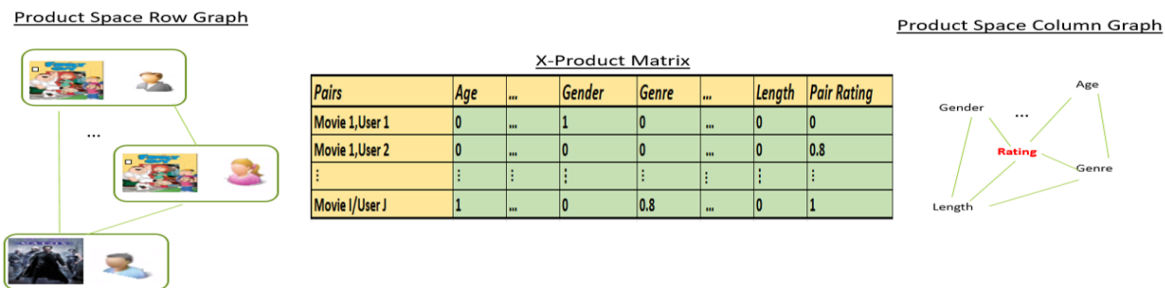 Product Space Row Graph
...
X-Product Matrix
Pairs Age ... Gender Genre ... Length Pair Rating
Movie 1,User 1 0 ... 1 0 ... 0 0
Movie 1,User 2 0 ... 0 0 ... 0 0.8
⋮ ⋮ ⋮ ⋮ ⋮ ⋮ ⋮ ⋮
Movie I/User J 1 ... 0 0.8 ... 0 1
Product Space Column Graph
Age
Gender
...
Rating
Genre
Length